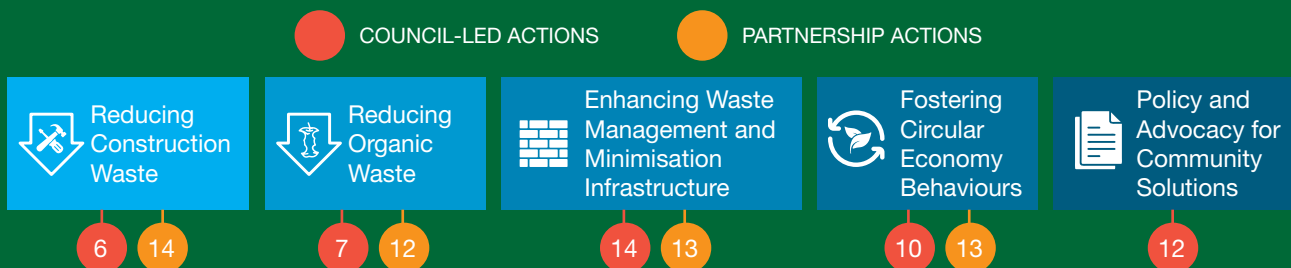 COUNCIL-LED ACTIONS
PARTNERSHIP ACTIONS
Reducing
Construction
Waste
Reducing
Organic
Waste
Enhancing Waste
Management and
Minimisation
Infrastructure
Fostering
Circular
Economy
Behaviours
Policy and
Advocacy for
Community
Solutions
6
14
7
12
14
13
10
13
12